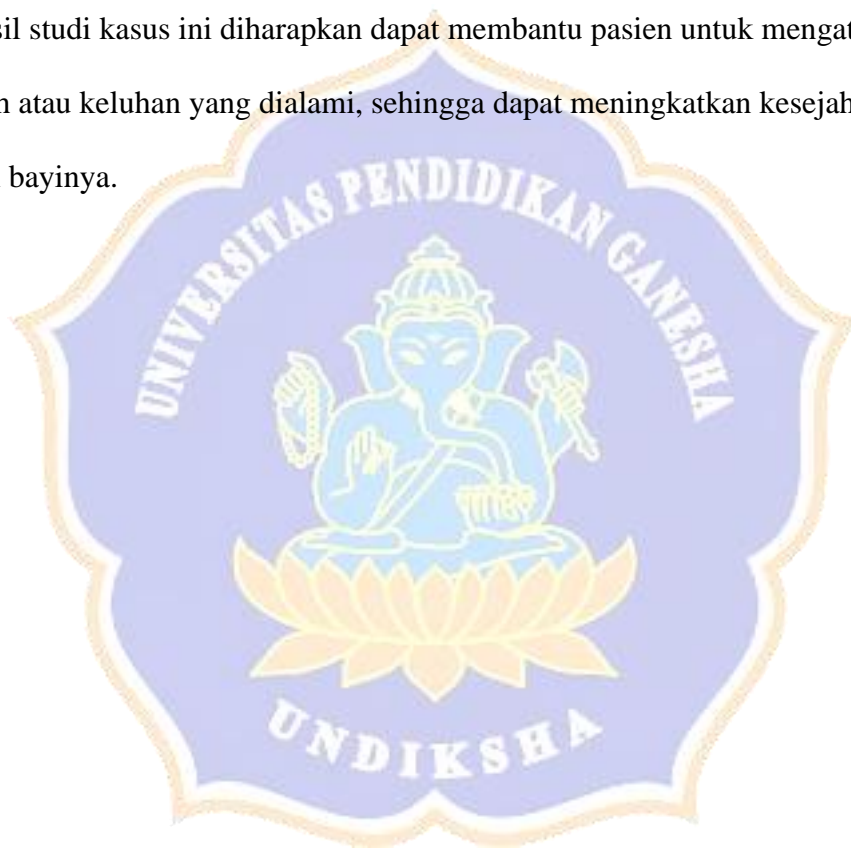 sil studi kasus ini diharapkan dapat membantu pasien untuk mengat
atau keluhan yang dialami, sehingga dapat meningkatkan kesejah
bayinya.
UNIVERSITAS PENDIDIKAN GANESHA
UNDIKSHA